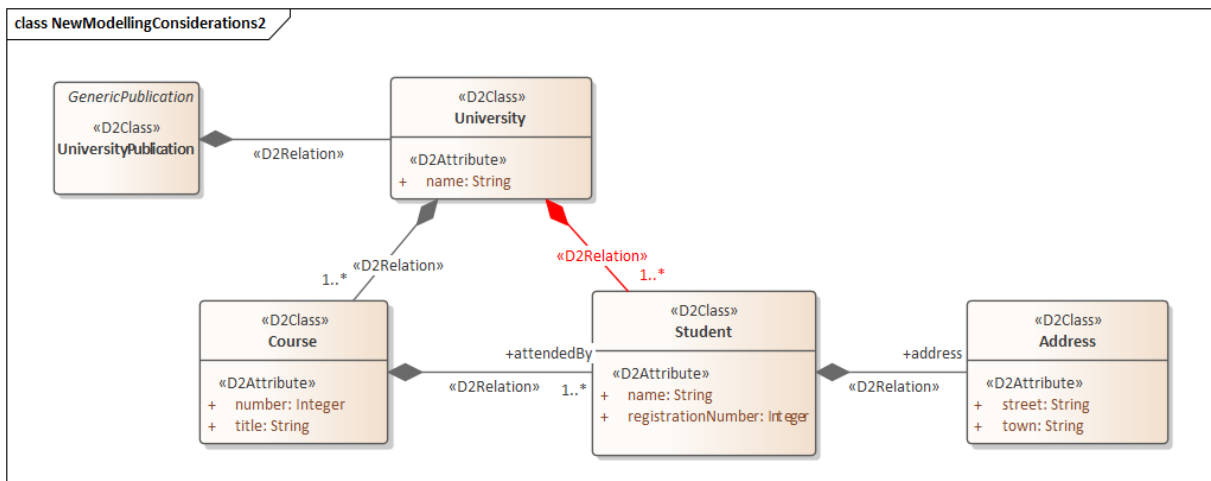 class NewModellingConsiderations2
GenericPublication
«D2Class»
UniversityPublication
«D2Relation»
«D2Class»
University
«D2Attribute»
+ name: String
«D2Relation»
1..*
«D2Relation»
1..*
«D2Class»
Course
«D2Attribute»
+ number: Integer
+ title: String
+attendedBy
«D2Relation»
1..*
«D2Class»
Student
«D2Attribute»
+ name: String
+ registrationNumber: Integer
+address
«D2Relation»
«D2Class»
Address
«D2Attribute»
+ street: String
+ town: String